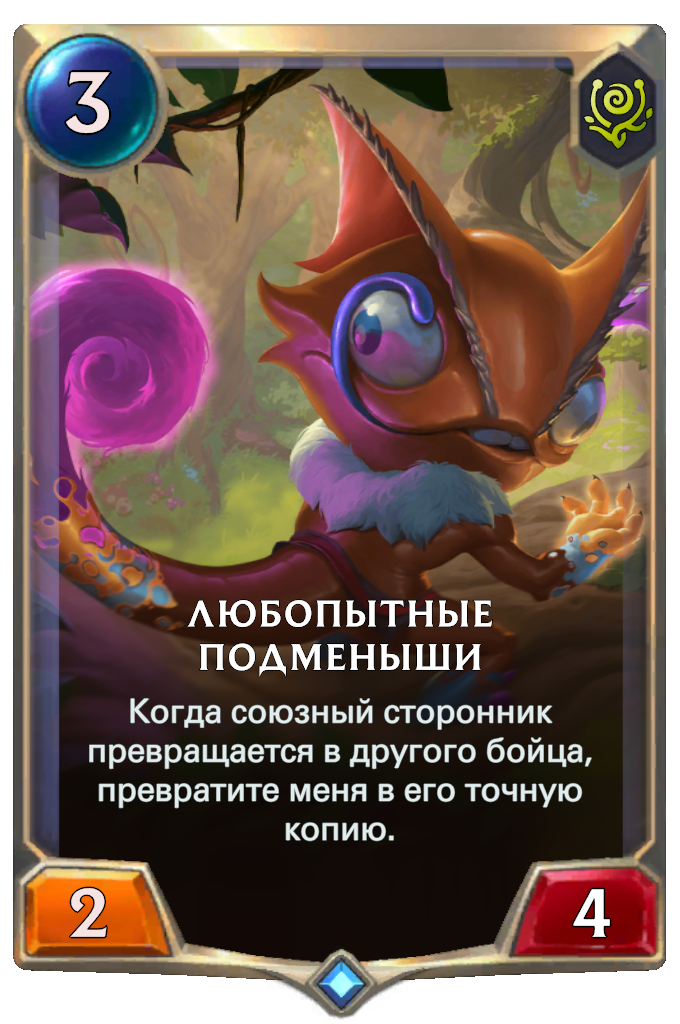 3
ЛЮБОПЫТНЫЕ
ПОДМЕНЫШИ
Когда союзный сторонник
превращается в другого бойца,
превратите меня в его точную
копию.
2
4